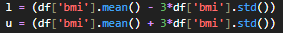 l = (df['bmi'].mean() - 3*df['bmi'].std())
u = (df['bmi'].mean() + 3*df['bmi'].std())